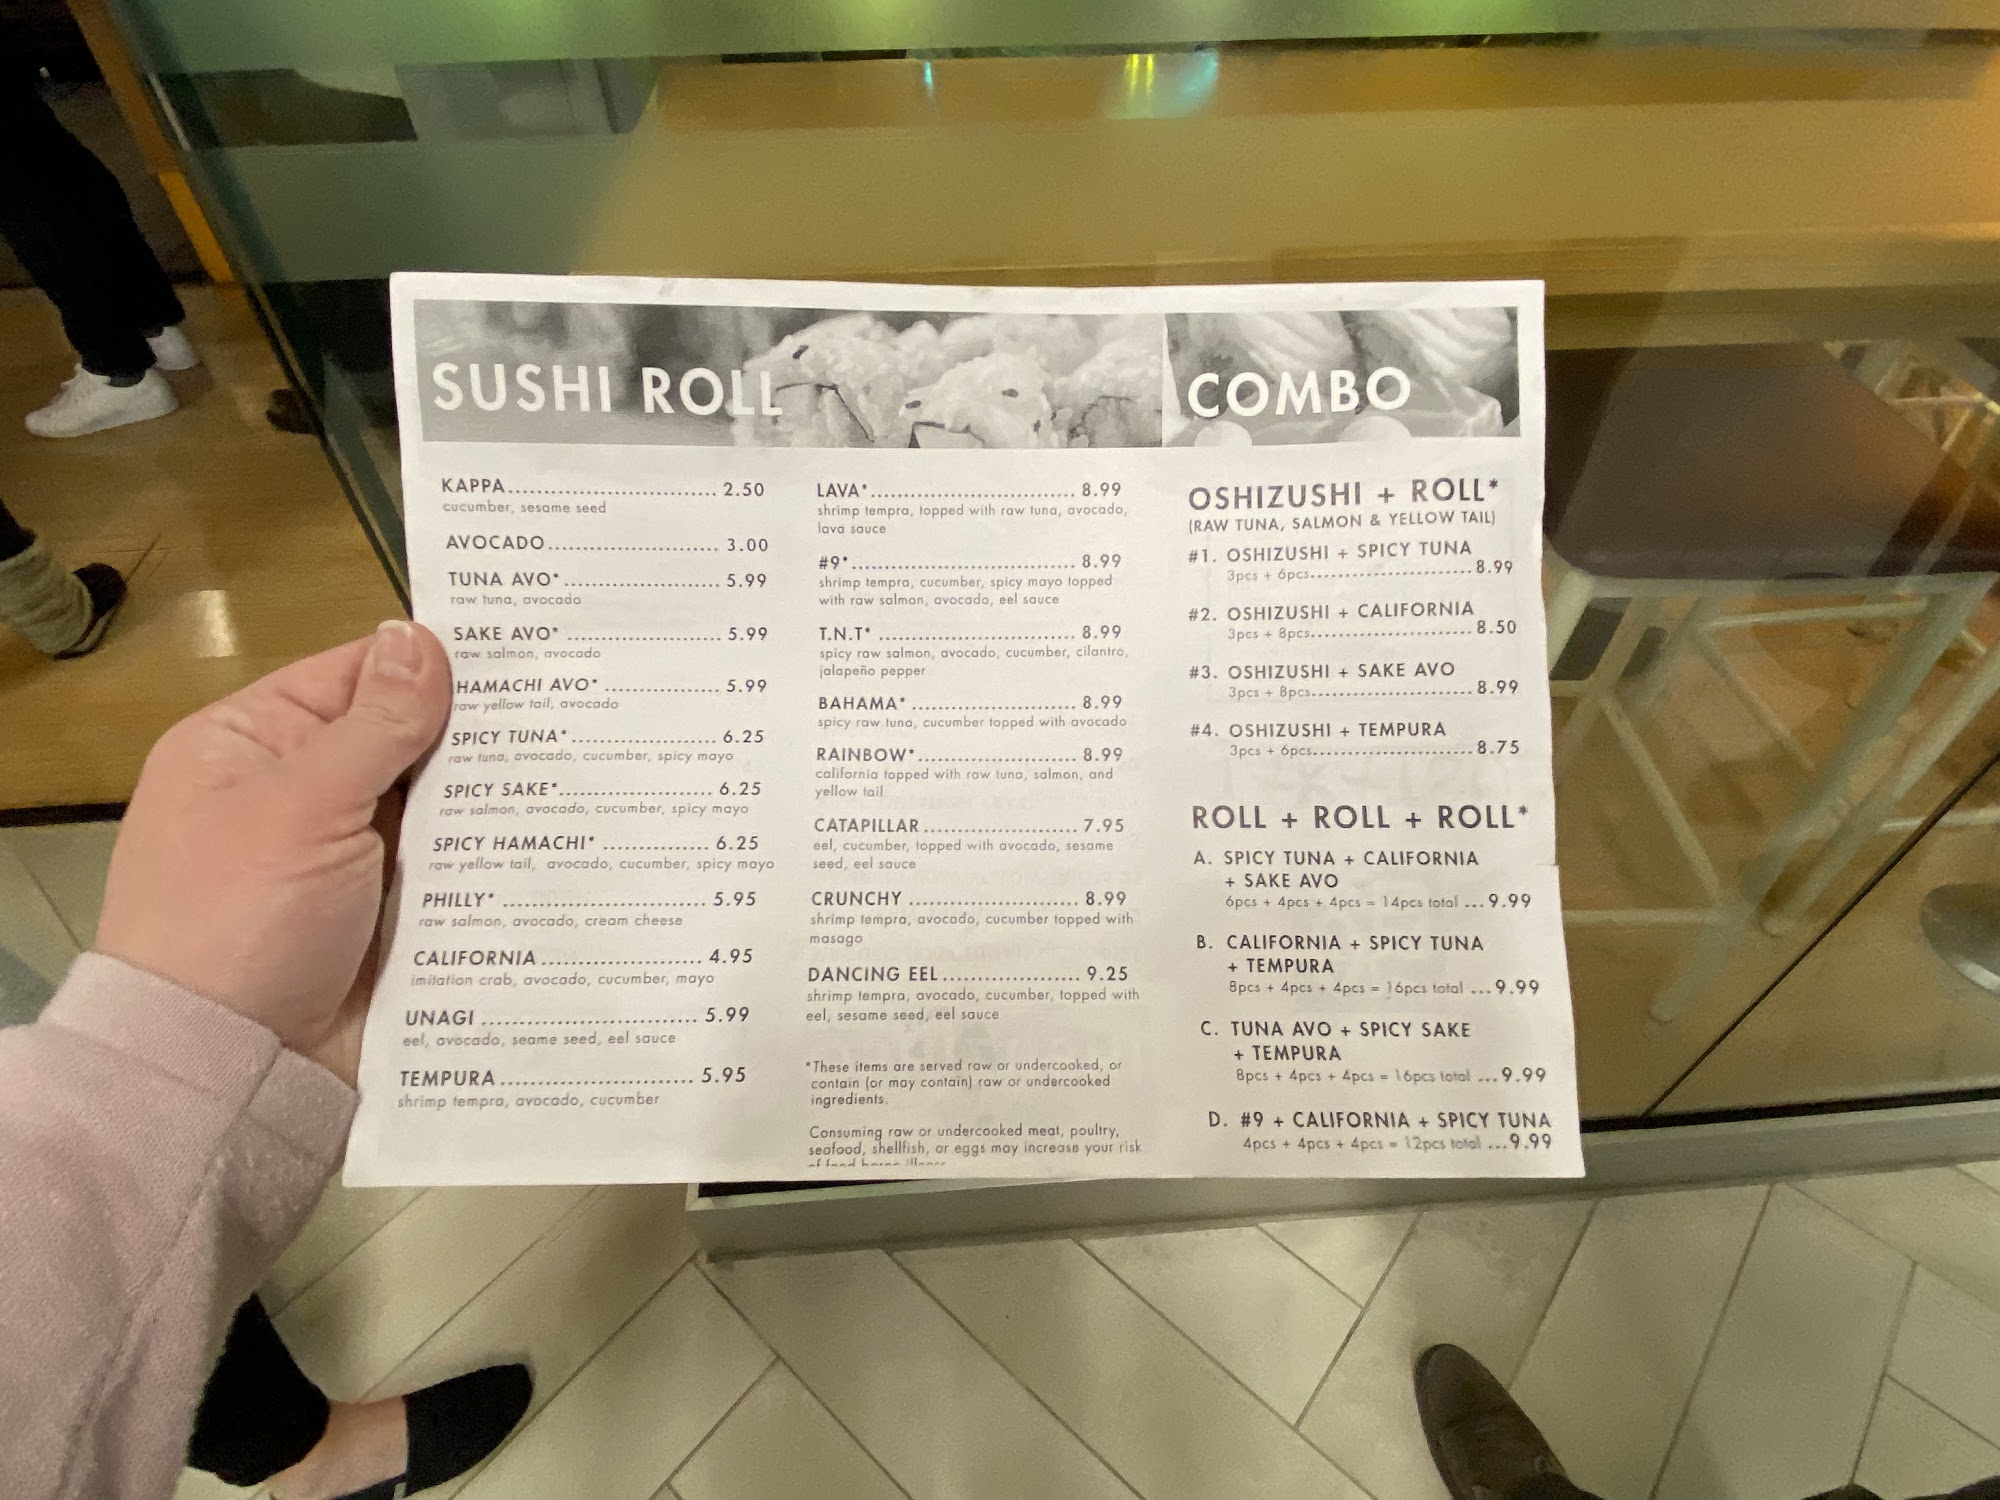 SUSHI ROLL
KAPPA........................ 2.50
cucumber, sesame seed
AVOCADO.................... 3.00
TUNA AVO*.................. 5.99
raw tuna, avocado
SAKE AVO* .................. 5.99
raw salmon, avocado
HAMACHI AVO* ............. 5.99
raw yellow tail, avocado
SPICY TUNA*................. 6.25
raw tuna, avocado, cucumber, spicy mayo
SPICY SAKE*.................. 6.25
raw salmon, avocado, cucumber, spicy mayo
SPICY HAMACHI* ............ 6.25
raw yellow tail, avocado, cucumber, spicy mayo
PHILLY* ....................... 5.95
raw salmon, avocado, cream cheese
CALIFORNIA .................. 4.95
imitation crab, avocado, cucumber, mayo
UNAGI ........................ 5.99
eel, avocado, seame seed, eel sauce
TEMPURA ..................... 5.95
shrimp tempra, avocado, cucumber
LAVA*.......................... 8.99
shrimp tempra, topped with raw tuna, avocado,
lava sauce
#9*............................. 8.99
shrimp tempra, cucumber, spicy mayo topped
with raw salmon, avocado, eel sauce
T.N.T* ......................... 8.99
spicy raw salmon, avocado, cucumber, cilantro,
jalapeño pepper
BAHAMA* ..................... 8.99
spicy raw tuna, cucumber topped with avocado
RAINBOW*.................... 8.99
california topped with raw tuna, salmon, and
yellow tail
CATAPILLAR ................... 7.95
eel, cucumber, topped with avocado, sesame
seed, eel sauce
CRUNCHY ..................... 8.99
shrimp tempra, avocado, cucumber topped with
masago
DANCING EEL................. 9.25
shrimp tempra, avocado, cucumber, topped with
eel, sesame seed, eel sauce
*These items are served raw or undercooked, or
contain (or may contain) raw or undercooked
ingredients.
Consuming raw or undercooked meat, poultry,
seafood, shellfish, or eggs may increase your risk
of food borne illness
COMBO
OSHIZUSHI + ROLL*
(RAW TUNA, SALMON & YELLOW TAIL)
#1. OSHIZUSHI + SPICY TUNA
3pcs + 6pcs.......................8.99
#2. OSHIZUSHI + CALIFORNIA
3pcs + 8pcs.......................8.50
#3. OSHIZUSHI + SAKE AVO
3pcs + 8pcs.......................8.99
#4. OSHIZUSHI + TEMPURA
3pcs + 6pcs.......................8.75
ROLL + ROLL + ROLL*
A. SPICY TUNA + CALIFORNIA
+ SAKE AVO
6pcs + 4pcs + 4pcs = 14pcs total ...9.99
B. CALIFORNIA + SPICY TUNA
+ TEMPURA
8pcs + 4pcs + 4pcs = 16pcs total ...9.99
C. TUNA AVO + SPICY SAKE
+ TEMPURA
8pcs + 4pcs + 4pcs = 16pcs total ...9.99
D. #9 + CALIFORNIA + SPICY TUNA
4pcs + 4pcs + 4pcs = 12pcs total ...9.99